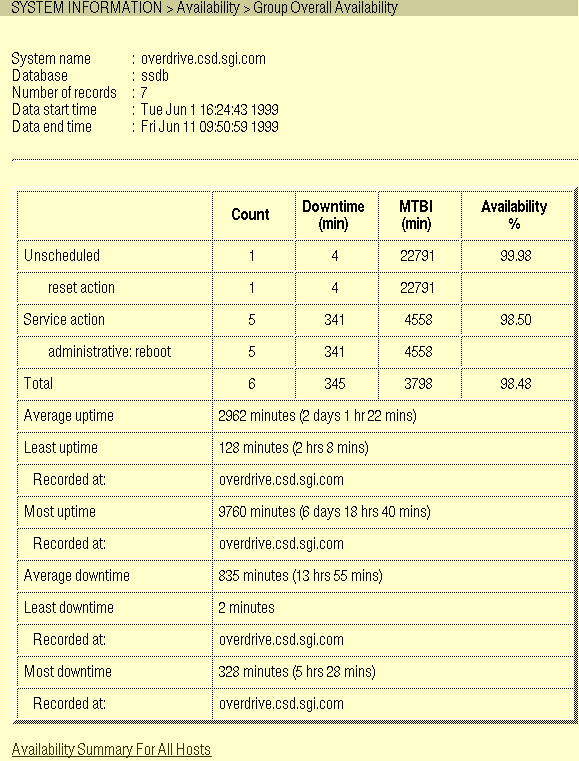 SYSTEM INFORMATION > Availability > Group Overall Availability
System name : overdrive.csd.sgi.com
Database : ssdb
Number of records : 7
Data start time : Tue Jun 1 16:24:43 1999
Data end time : Fri Jun 11 09:50:59 1999
Count Downtime (min) MTBI (min) Availability %
Unscheduled 1 4 22791 99.98
reset action 1 4 22791
Service action 5 341 4558 98.50
administrative: reboot 5 341 4558
Total 6 345 3798 98.48
Average uptime 2962 minutes (2 days 1 hr 22 mins)
Least uptime 128 minutes (2 hrs 8 mins)
Recorded at: overdrive.csd.sgi.com
Most uptime 9760 minutes (6 days 18 hrs 40 mins)
Recorded at: overdrive.csd.sgi.com
Average downtime 835 minutes (13 hrs 55 mins)
Least downtime 2 minutes
Recorded at: overdrive.csd.sgi.com
Most downtime 328 minutes (5 hrs 28 mins)
Recorded at: overdrive.csd.sgi.com
Availability Summary For All Hosts